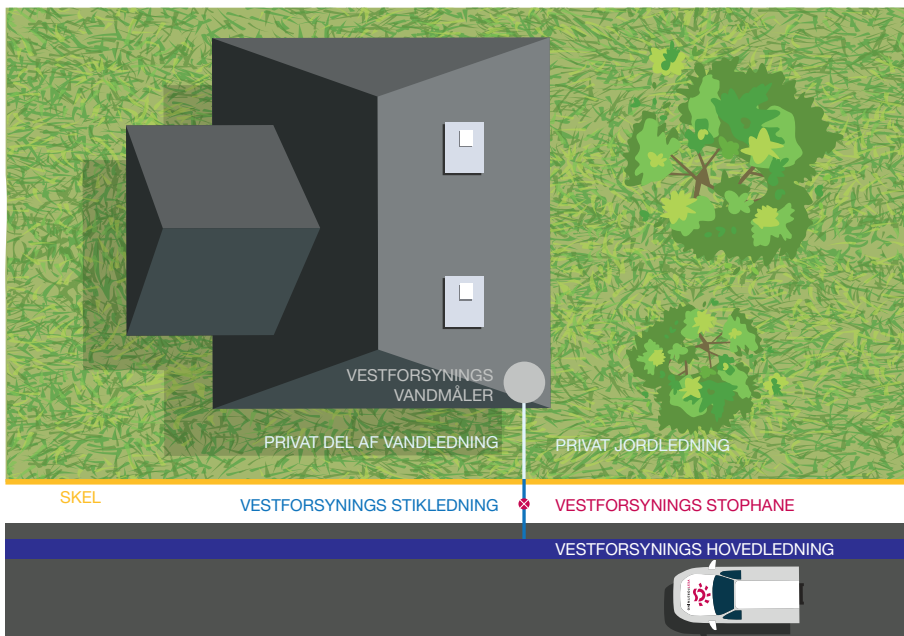 VESTFORSYNINGS
VANDMÅLER
PRIVAT DEL AF VANDLEDNING
PRIVAT JORDLEDNING
SKEL
VESTFORSYNINGS STIKLEDNING
VESTFORSYNINGS STOPHANE
VESTFORSYNINGS HOVEDLEDNING